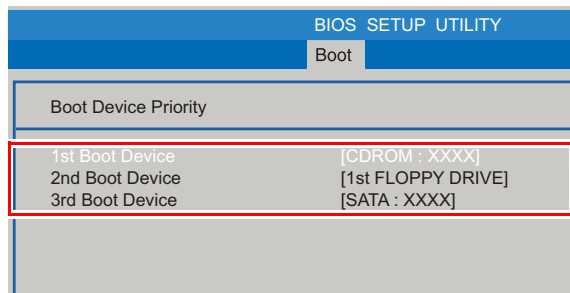 BIOS SETUP UTILITY
Boot
Boot Device Priority
1st Boot Device [CDROM : XXXX]
2nd Boot Device [1st FLOPPY DRIVE]
3rd Boot Device [SATA : XXXX]